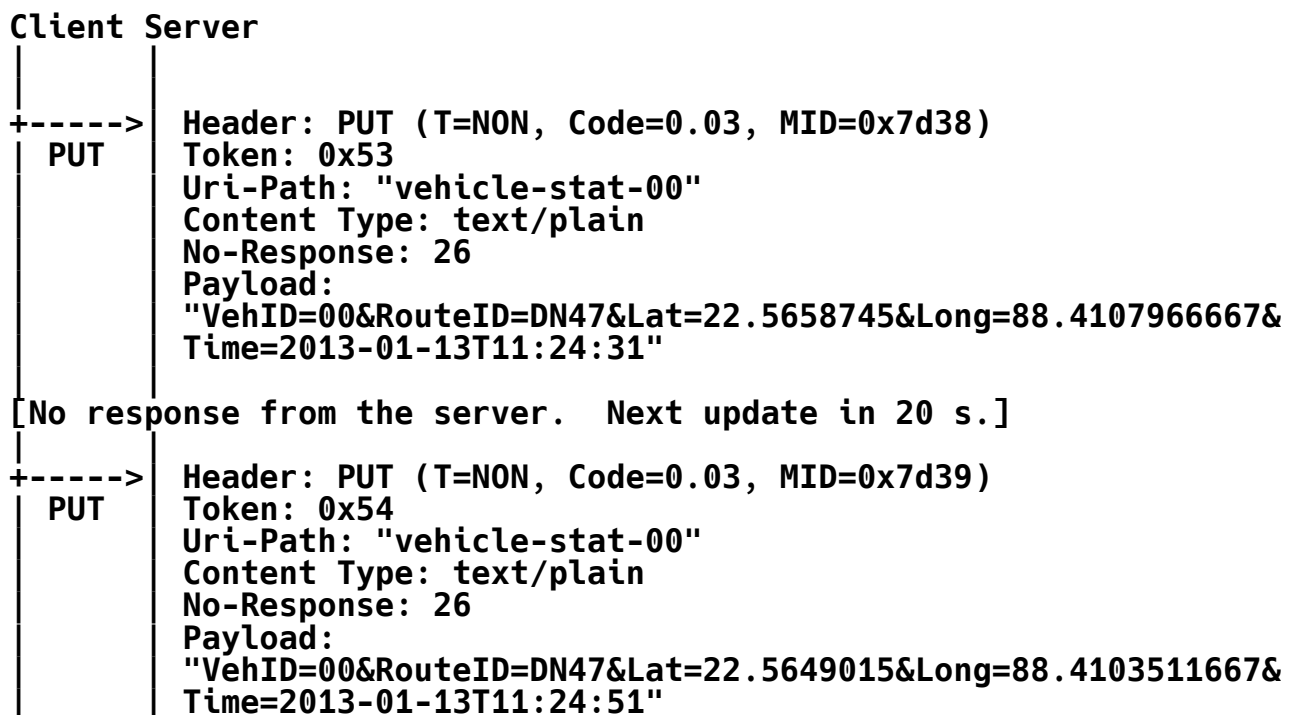 Client Server
|      |
|      |
+----->| Header: PUT (T=NON, Code=0.03, MID=0x7d38)
| PUT  | Token: 0x53
|      | Uri-Path: "vehicle-stat-00"
|      | Content Type: text/plain
|      | No-Response: 26
|      | Payload:
|      | "VehID=00&RouteID=DN47&Lat=22.5658745&Long=88.4107966667&
|      | Time=2013-01-13T11:24:31"
|      |
[No response from the server.  Next update in 20 s.]
|      |
+----->| Header: PUT (T=NON, Code=0.03, MID=0x7d39)
| PUT  | Token: 0x54
|      | Uri-Path: "vehicle-stat-00"
|      | Content Type: text/plain
|      | No-Response: 26
|      | Payload:
|      | "VehID=00&RouteID=DN47&Lat=22.5649015&Long=88.4103511667&
|      | Time=2013-01-13T11:24:51"